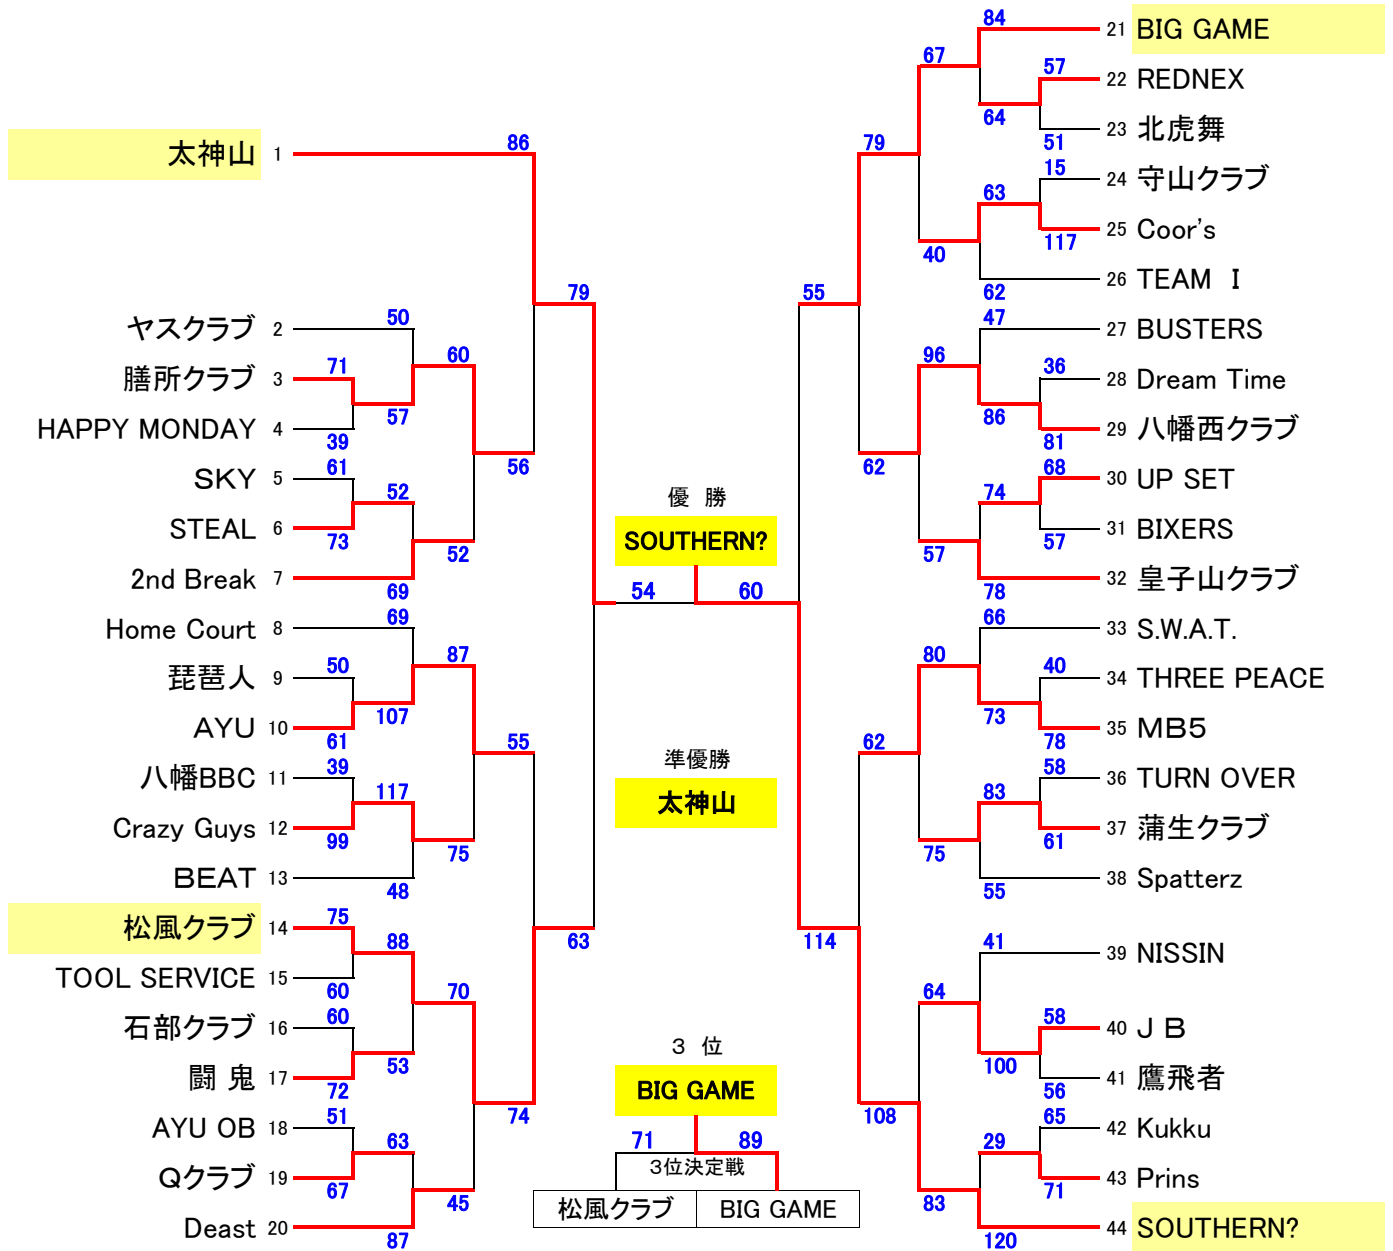 84
21 BIG GAME
67
57
22 REDNEX
64
23 北虎舞
51
86
太神山 1
79
15
24 守山クラブ
63
25 Coor's
117
40
26 TEAM I
62
79
55
47
27 BUSTERS
ヤスクラブ 2
50
71
60
膳所クラブ 3
57
HAPPY MONDAY 4
39
96
36
28 Dream Time
86
29 八幡西クラブ
81
61
SKY 5
52
56
STEAL 6
73
52
2nd Break 7
69
62
68
30 UP SET
74
31 BIXERS
57
57
32 皇子山クラブ
78
優 勝
SOUTHERN?
54
60
69
Home Court 8
87
50
琵琶人 9
107
AYU 10
61
66
33 S.W.A.T.
80
40
34 THREE PEACE
73
35 MB5
78
55
39
八幡BBC 11
117
Crazy Guys 12
99
75
BEAT 13
48
準優勝
太神山
62
58
36 TURN OVER
83
37 蒲生クラブ
61
75
38 Spatterz
55
75
松風クラブ 14
88
TOOL SERVICE 15
60
63
114
41
39 NISSIN
70
60
石部クラブ 16
53
闘 鬼 17
72
64
58
40 J B
100
41 鷹飛者
56
74
108
51
AYU OB 18
63
Qクラブ 19
67
45
Deast 20
87
3 位
BIG GAME
71
89
3位決定戦
松風クラブ BIG GAME
65
42 Kukku
29
43 Prins
71
83
44 SOUTHERN?
120